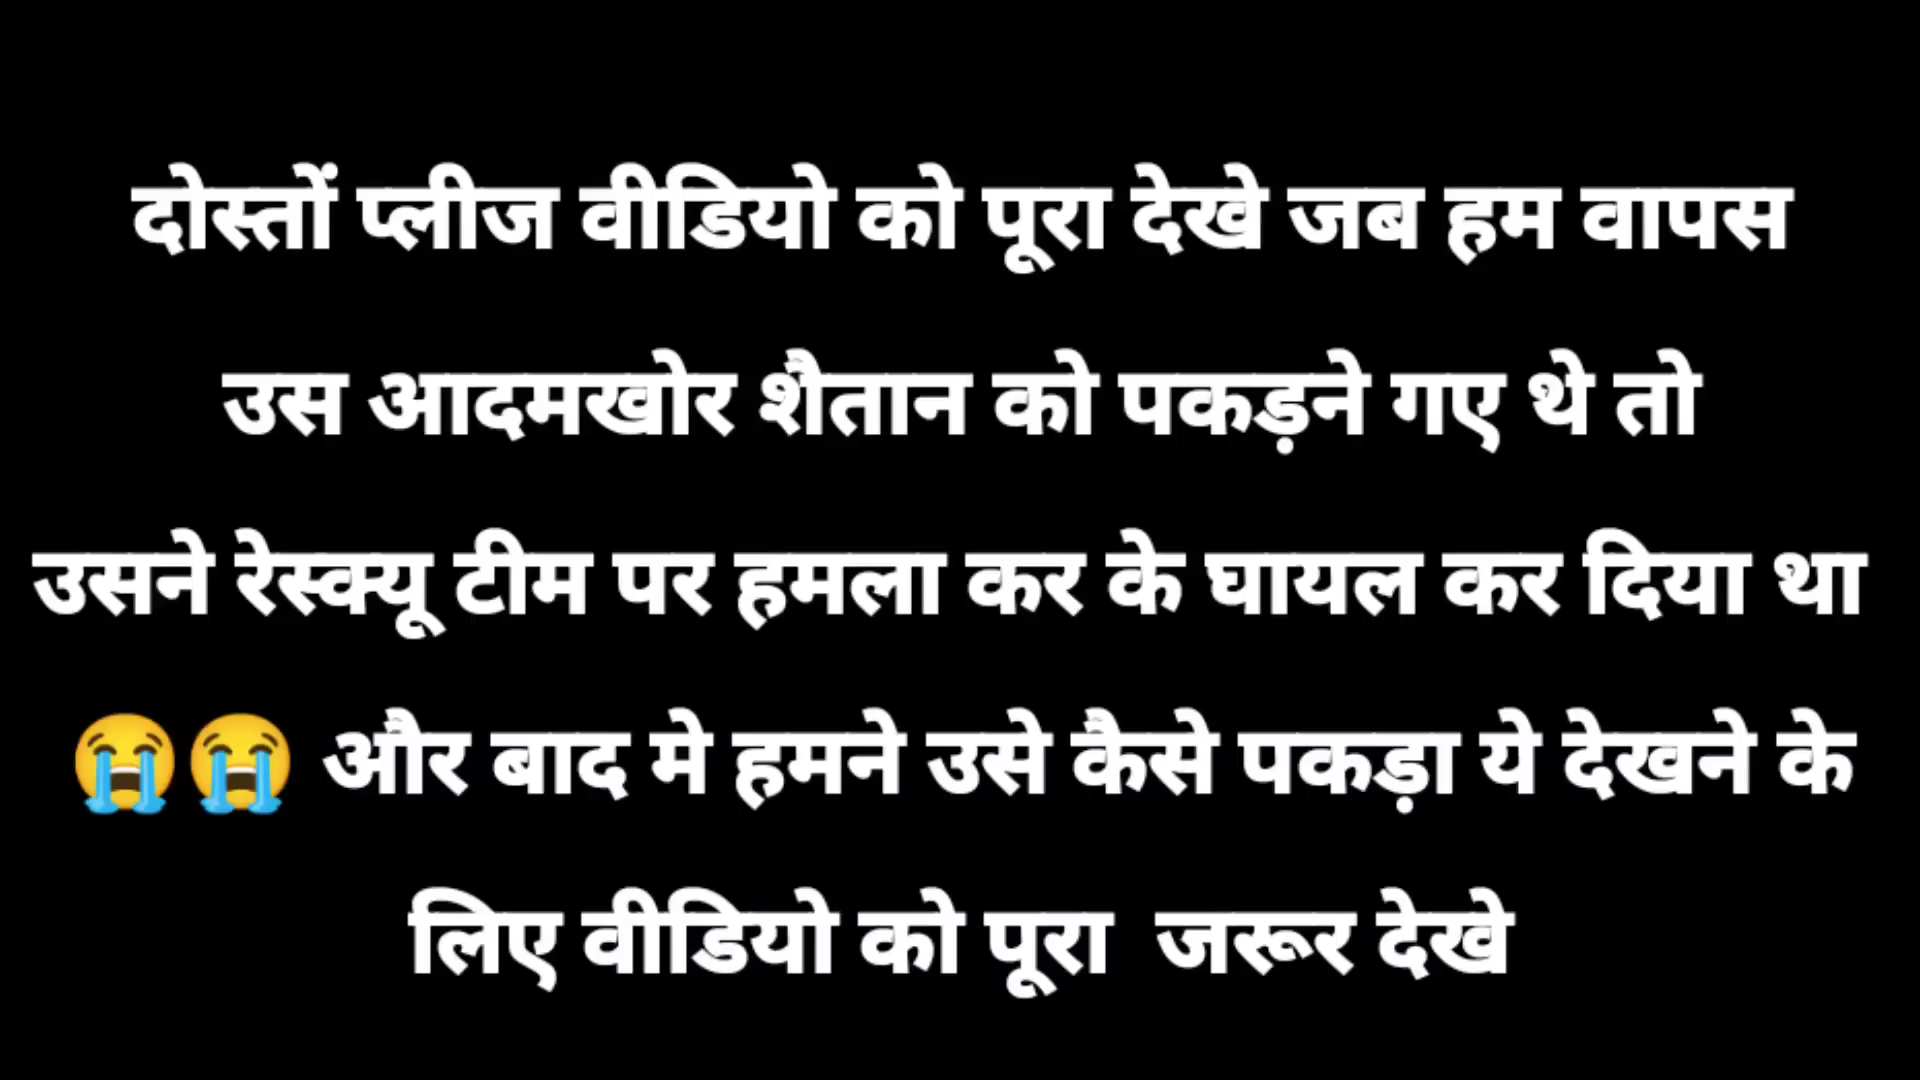 दोस्तों प्लीज वीडियो को पूरा देखे जब हम वापस
उस आदमखोर शैतान को पकड़ने गए थे तो
उसने रेस्क्यू टीम पर हमला कर के घायल कर दिया था
😭😭 और बाद मे हमने उसे कैसे पकड़ा ये देखने के
लिए वीडियो को पूरा जरूर देखे